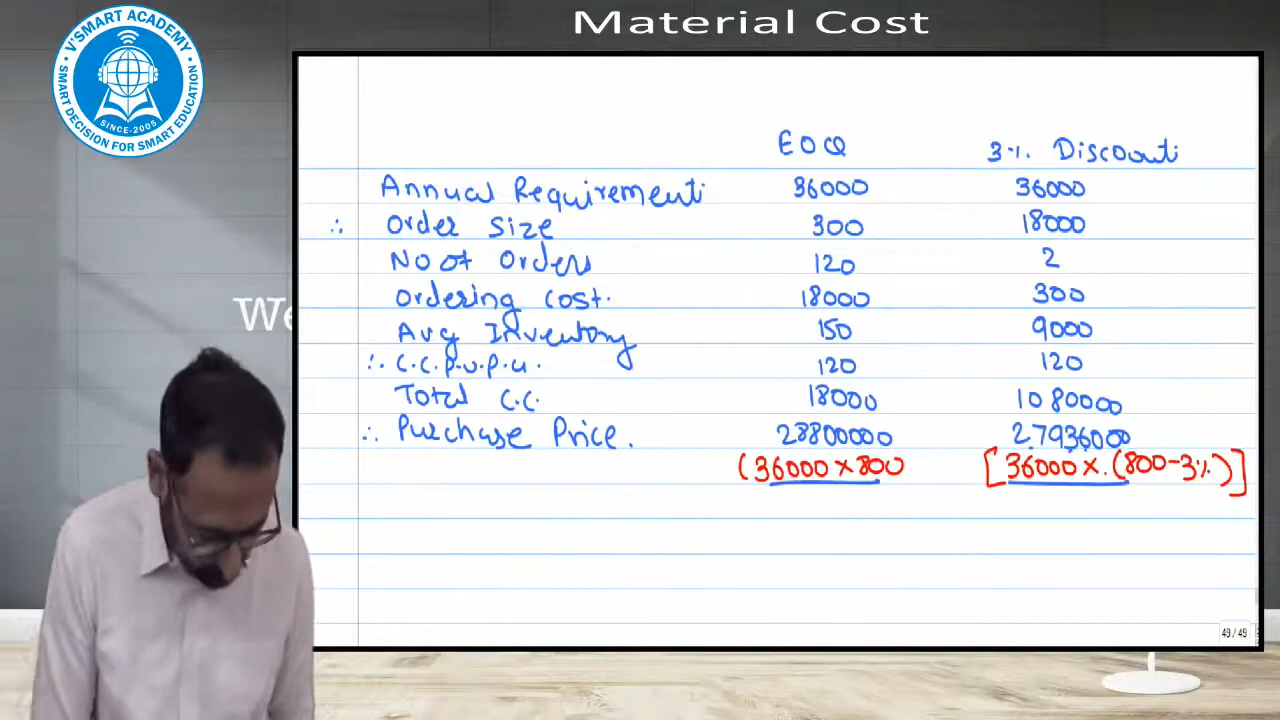 Material Cost
V'SMART ACADEMY
SINCE-2005
SMART DECISION FOR SMART EDUCATION
We
EOQ 3% Discount
Annual Requirement 36000 36000
∴ Order Size 300 18000
No of Orders 120 2
Ordering Cost. 18000 300
Avg Inventory 150 9000
∴ C.C.P.U.P.U. 120 120
Total C.C. 18000 1080000
∴ Purchase Price. 28800000 27936000
(36000 × 800 [36000 × (800-3%)]
49/49